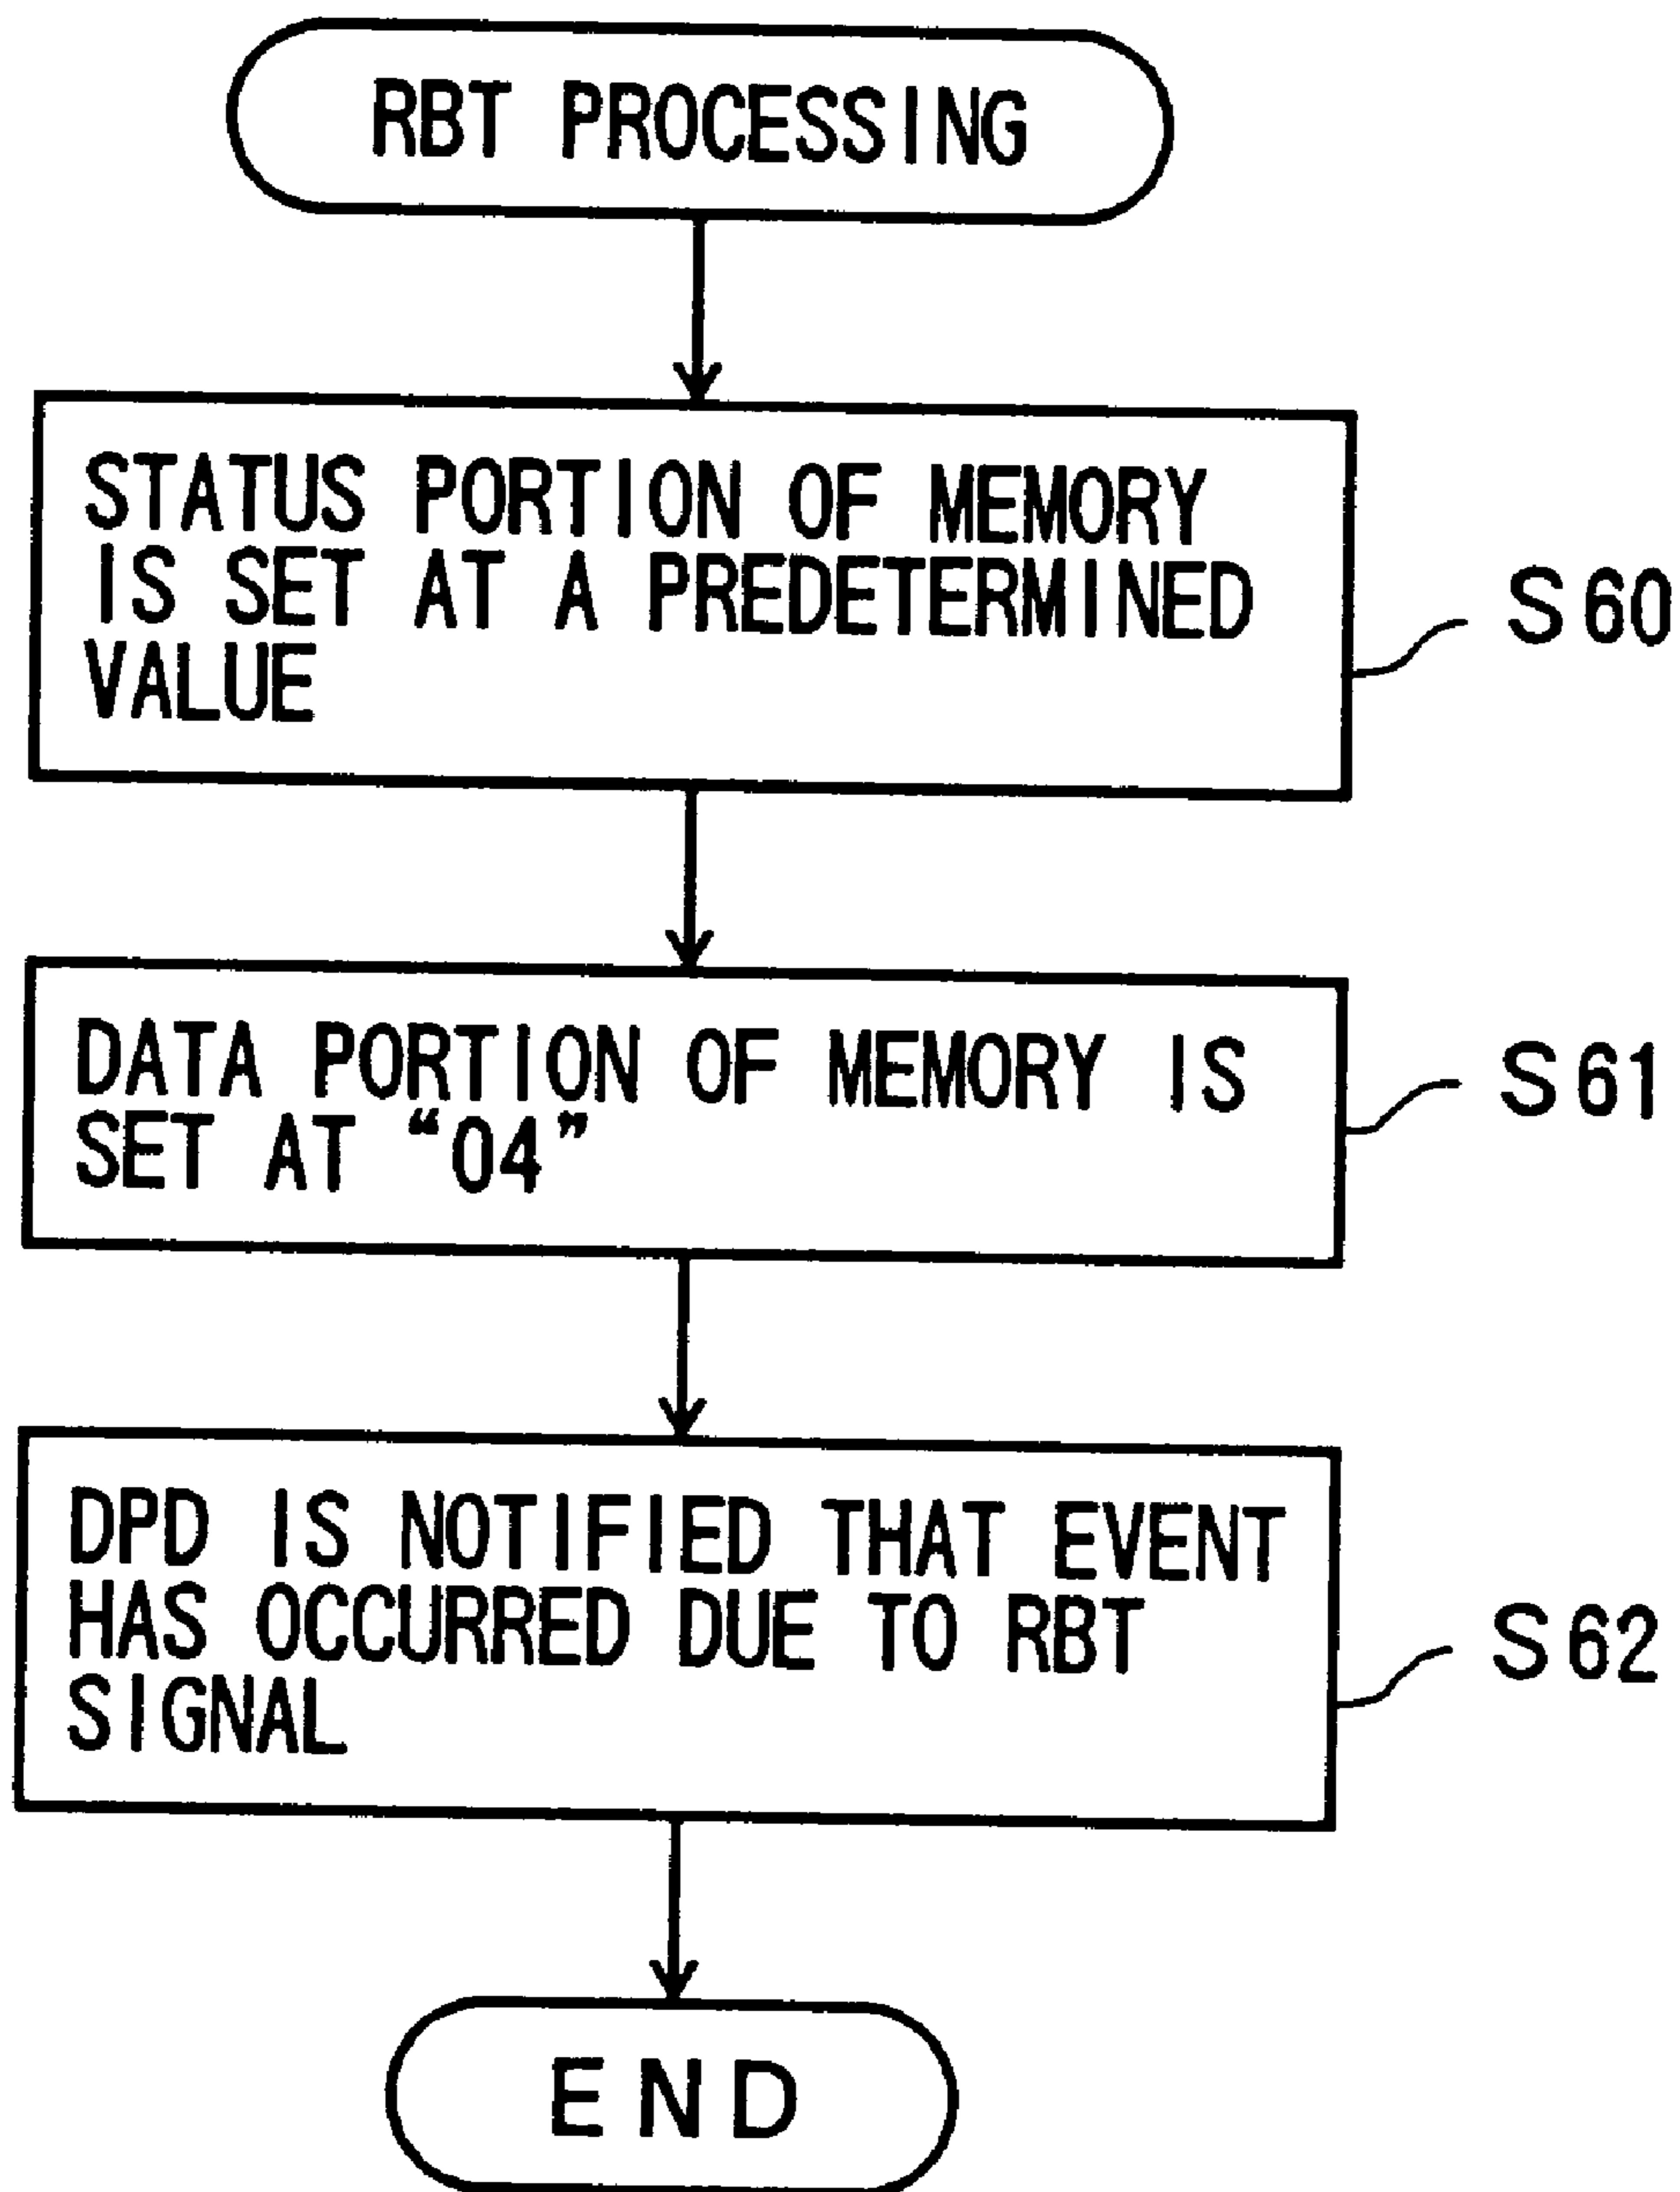 RBT PROCESSING
STATUS PORTION OF MEMORY
IS SET AT A PREDETERMINED
VALUE
S60
DATA PORTION OF MEMORY IS
SET AT “04”
S61
DPD IS NOTIFIED THAT EVENT
HAS OCCURRED DUE TO RBT
SIGNAL
S62
END